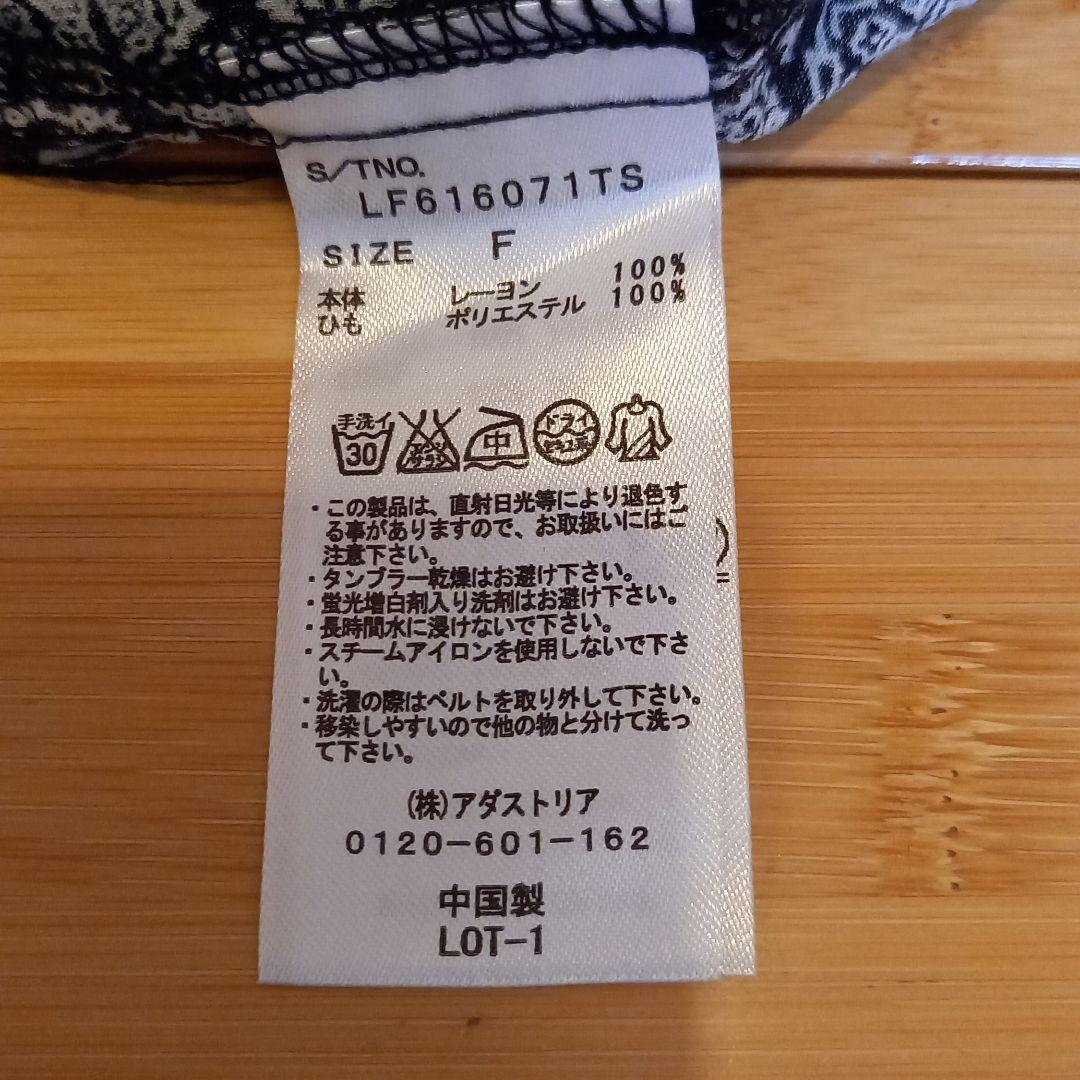 S/TNO.
LF616071TS
SIZE F
本体 レーヨン 100%
ひも ポリエステル 100%
手洗イ
30
エンソサラシ
中
ドライ
・この製品は、直射日光等により退色す
る事がありますので、お取扱いにはご
注意下さい。
・タンブラー乾燥はお避け下さい。
・蛍光増白剤入り洗剤はお避け下さい。
・長時間水に浸けないで下さい。
・スチームアイロンを使用しないで下さ
い。
・洗濯の際はベルトを取り外して下さい。
・移染しやすいので他の物と分けて洗っ
て下さい。
(株)アダストリア
0120-601-162
中国製
LOT-1